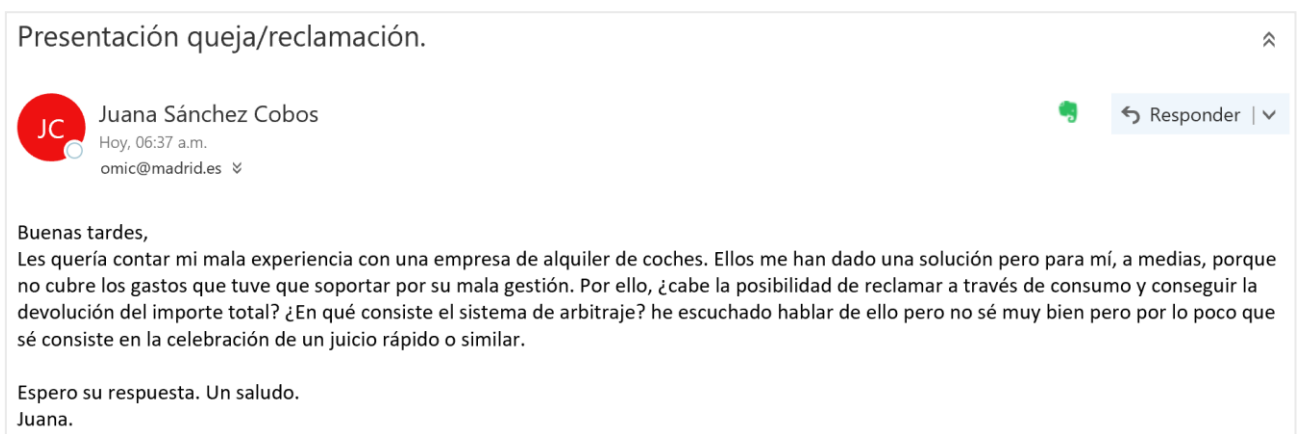 Presentación queja/reclamación.
JC
Juana Sánchez Cobos
Hoy, 06:37 a.m.
omic@madrid.es
Responder
Buenas tardes,
Les quería contar mi mala experiencia con una empresa de alquiler de coches. Ellos me han dado una solución pero para mí, a medias, porque
no cubre los gastos que tuve que soportar por su mala gestión. Por ello, ¿cabe la posibilidad de reclamar a través de consumo y conseguir la
devolución del importe total? ¿En qué consiste el sistema de arbitraje? he escuchado hablar de ello pero no sé muy bien pero por lo poco que
sé consiste en la celebración de un juicio rápido o similar.
Espero su respuesta. Un saludo.
Juana.